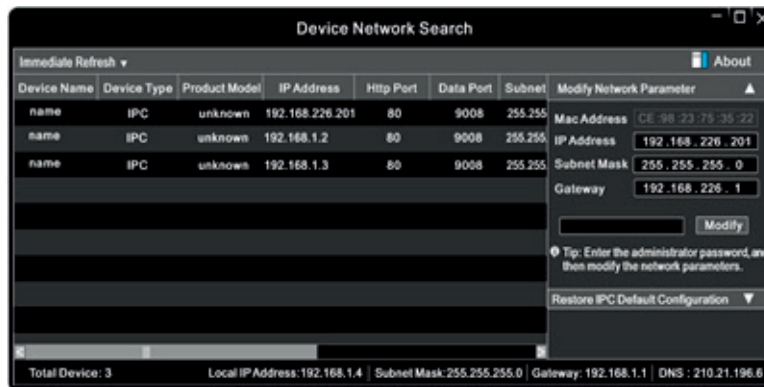 Device Network Search
Immediate Refresh
About
Device Name Device Type Product Model IP Address Http Port Data Port Subnet
name IPC unknown 192.168.226.201 80 9008 255.255
name IPC unknown 192.168.1.2 80 9008 255.255.
name IPC unknown 192.168.1.3 80 9008 255.255
Modify Network Parameter
Mac Address CE:98:23:75:35:22
IP Address 192.168.226.201
Subnet Mask 255.255.255.0
Gateway 192.168.226.1
Modify
Tip: Enter the administrator password, an
then modify the network parameters.
Restore IPC Default Configuration
Total Device: 3 Local IP Address:192.168.1.4 Subnet Mask:255.255.255.0 Gateway: 192.168.1.1 DNS : 210.21.196.6